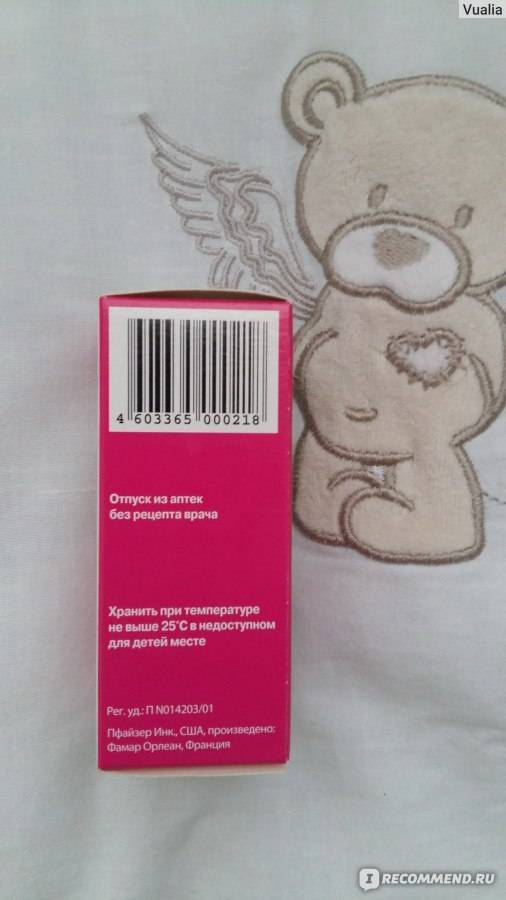 Vualia
4 603365 000218
Отпуск из аптек
без рецепта врача
Хранить при температуре
не выше 25°С в недоступном
для детей месте
Рег. уд.: П N014203/01
Пфайзер Инк., США, произведено:
Фамар Орлеан, Франция
IRECOMMEND.RU